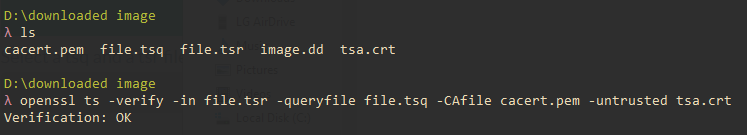 D:\downloaded image
λ ls
cacert.pem  file.tsq  file.tsr  image.dd  tsa.crt
D:\downloaded image
λ openssl ts -verify -in file.tsr -queryfile file.tsq -CAfile cacert.pem -untrusted tsa.crt
Verification: OK